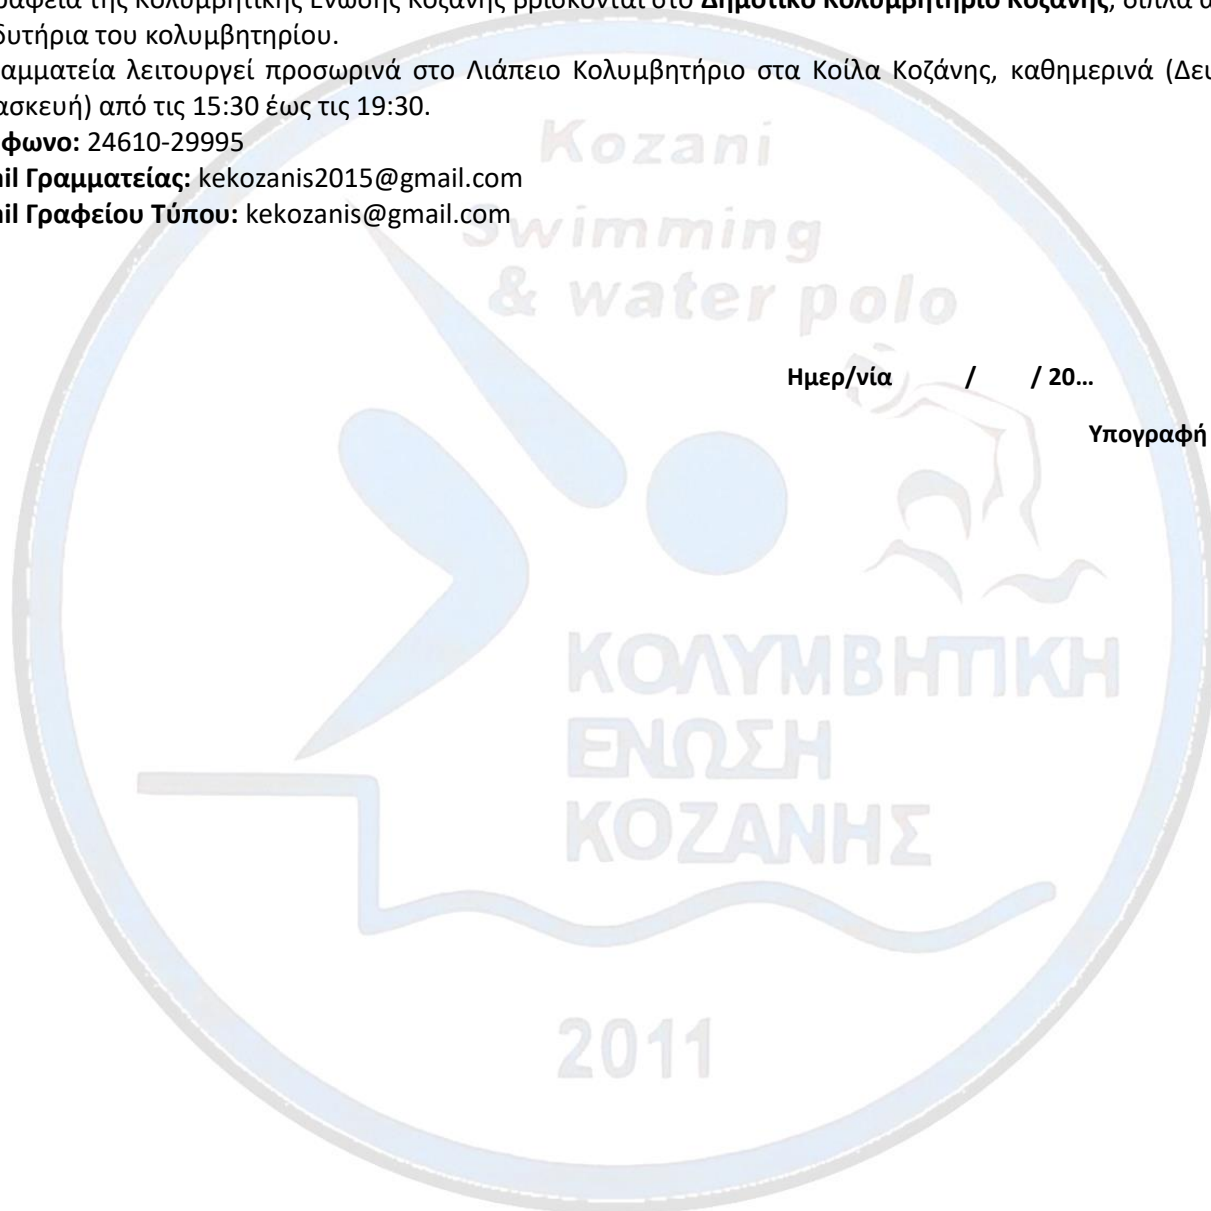 ραφεία της Κολυμβητικής Ένωσης Κοζάνης βρίσκονται στο Δημοτικό Κολυμβητήριο Κοζάνης, δίπλα
δυτήρια του κολυμβητηρίου.
αμματεία λειτουργεί προσωρινά στο Λιάπειο Κολυμβητήριο στα Κοίλα Κοζάνης, καθημερινά (Δευ
ασκευή) από τις 15:30 έως τις 19:30.
φωνο: 24610-29995
il Γραμματείας: kekozanis2015@gmail.com
il Γραφείου Τύπου: kekozanis@gmail.com
Kozani
Swimming
& water polo
Ημερ/νία / / 20...
Υπογραφή
ΚΟΛΥΜΒΗΤΙΚΗ
ΕΝΩΣΗ
ΚΟΖΑΝΗΣ
2011